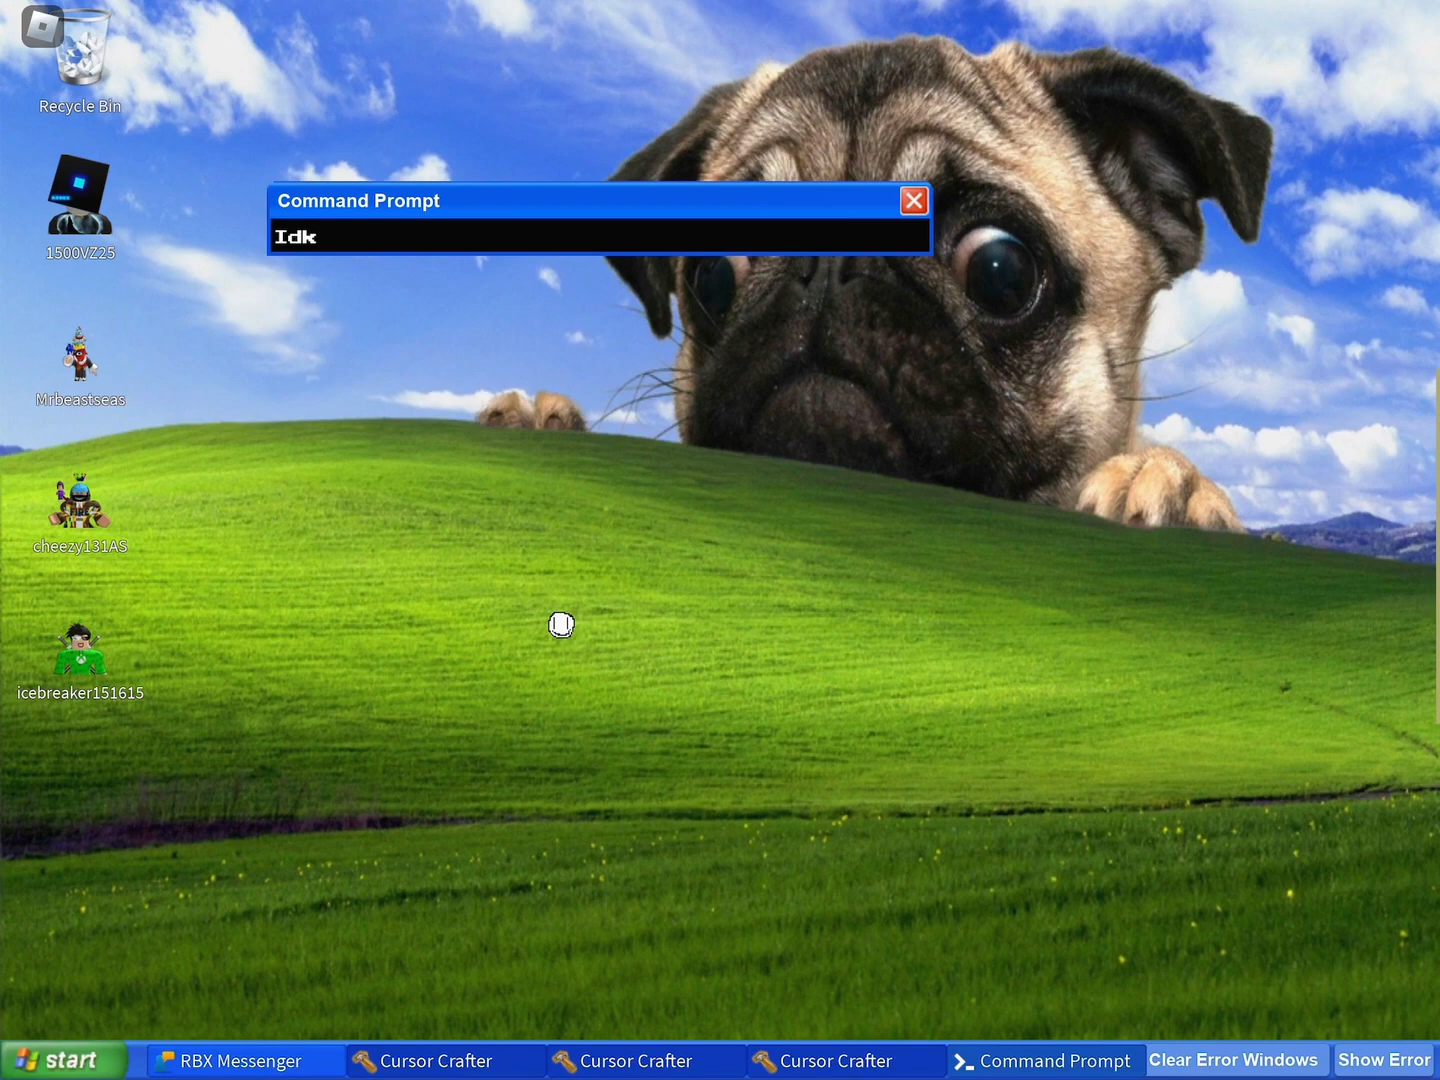 Recycle Bin
1500VZ25
Mrbeastseas
cheezy131AS
icebreaker151615
Command Prompt
Idk
start
RBX Messenger
Cursor Crafter
Cursor Crafter
Cursor Crafter
Command Prompt
Clear Error Windows
Show Error